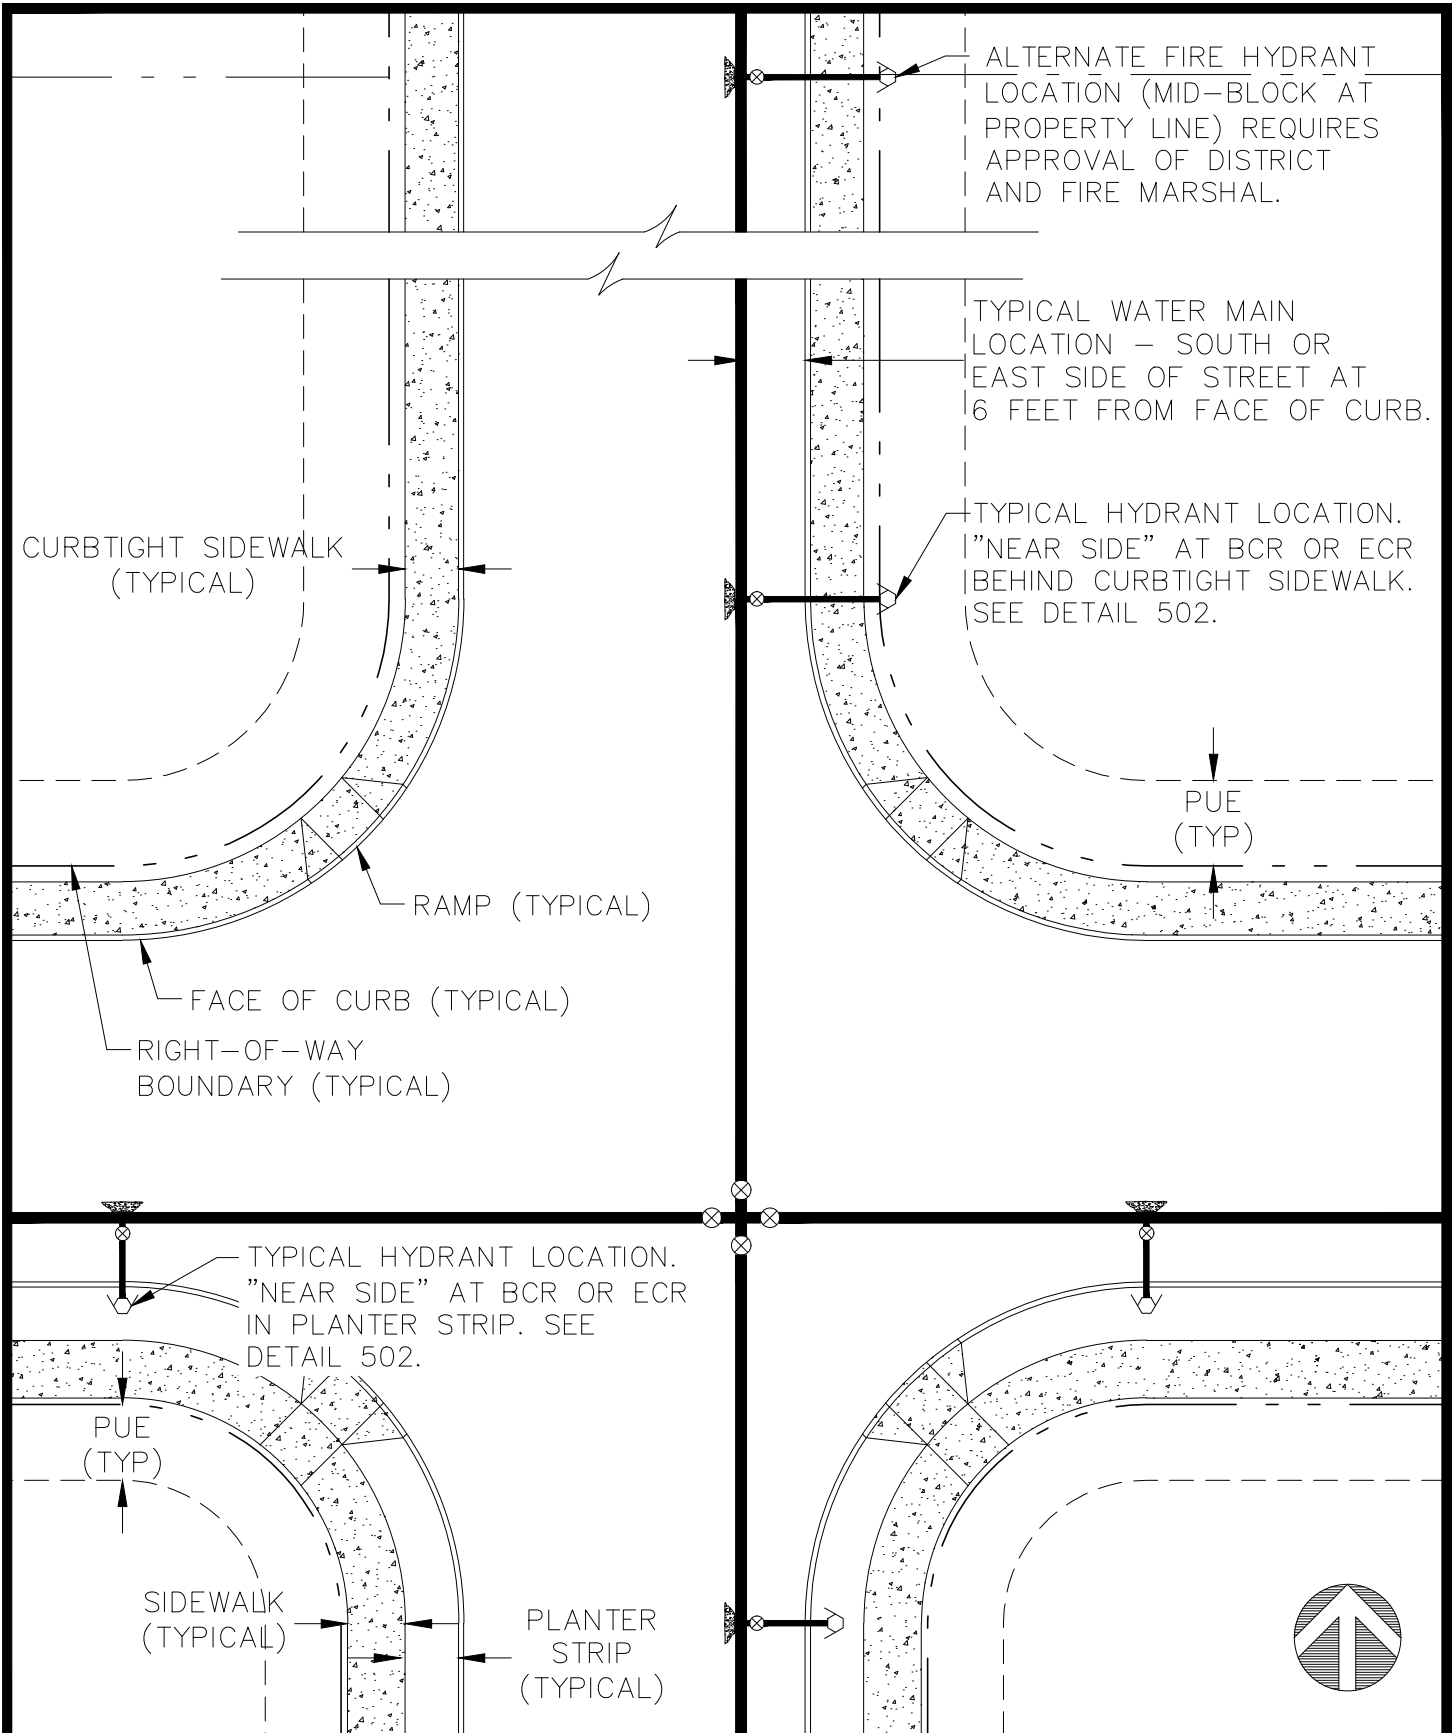 ALTERNATE FIRE HYDRANT
LOCATION (MID-BLOCK AT
PROPERTY LINE) REQUIRES
APPROVAL OF DISTRICT
AND FIRE MARSHAL.
TYPICAL WATER MAIN
LOCATION - SOUTH OR
EAST SIDE OF STREET AT
6 FEET FROM FACE OF CURB.
TYPICAL HYDRANT LOCATION.
"NEAR SIDE" AT BCR OR ECR
BEHIND CURBTIGHT SIDEWALK.
SEE DETAIL 502.
CURBTIGHT SIDEWALK
(TYPICAL)
PUE
(TYP)
RAMP (TYPICAL)
FACE OF CURB (TYPICAL)
RIGHT-OF-WAY
BOUNDARY (TYPICAL)
TYPICAL HYDRANT LOCATION.
"NEAR SIDE" AT BCR OR ECR
IN PLANTER STRIP. SEE
DETAIL 502.
PUE
(TYP)
SIDEWALK
(TYPICAL)
PLANTER
STRIP
(TYPICAL)